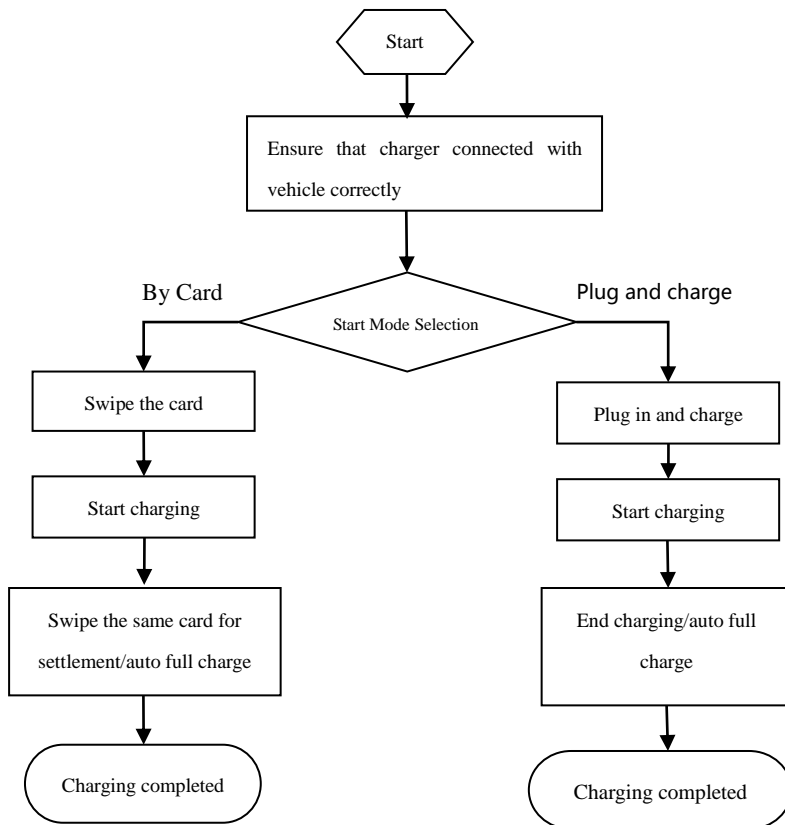 Start
Ensure that charger connected with
vehicle correctly
By Card
Plug and charge
Start Mode Selection
Swipe the card
Plug in and charge
Start charging
Start charging
Swipe the same card for
settlement/auto full charge
End charging/auto full
charge
Charging completed
Charging completed